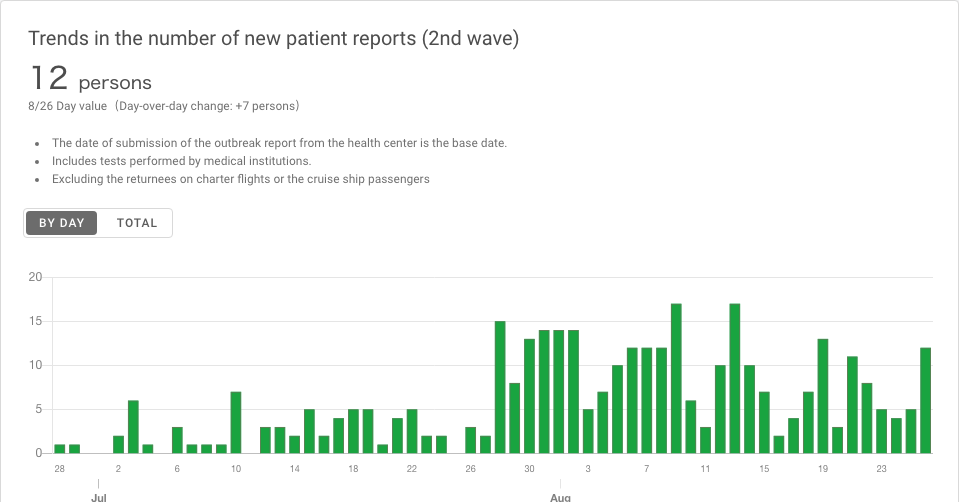 Trends in the number of new patient reports (2nd wave)
12 persons
8/26 Day value（Day-over-day change: +7 persons）
• The date of submission of the outbreak report from the health center is the base date.
• Includes tests performed by medical institutions.
• Excluding the returnees on charter flights or the cruise ship passengers
BY DAY TOTAL
20
15
10
5
0
28 2 6 10 14 18 22 26 30 3 7 11 15 19 23
Jul Aug